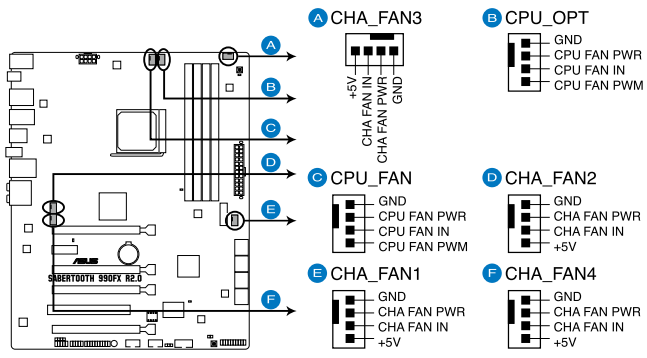 A CHA_FAN3
+5V
CHA FAN IN
CHA FAN PWR
GND
B CPU_OPT
GND
CPU FAN PWR
CPU FAN IN
CPU FAN PWM
A
B
C
D
E
F
ASUS
SABERTOOTH 990FX R2.0
C CPU_FAN
GND
CPU FAN PWR
CPU FAN IN
CPU FAN PWM
D CHA_FAN2
GND
CHA FAN PWR
CHA FAN IN
+5V
E CHA_FAN1
GND
CHA FAN PWR
CHA FAN IN
+5V
F CHA_FAN4
GND
CHA FAN PWR
CHA FAN IN
+5V